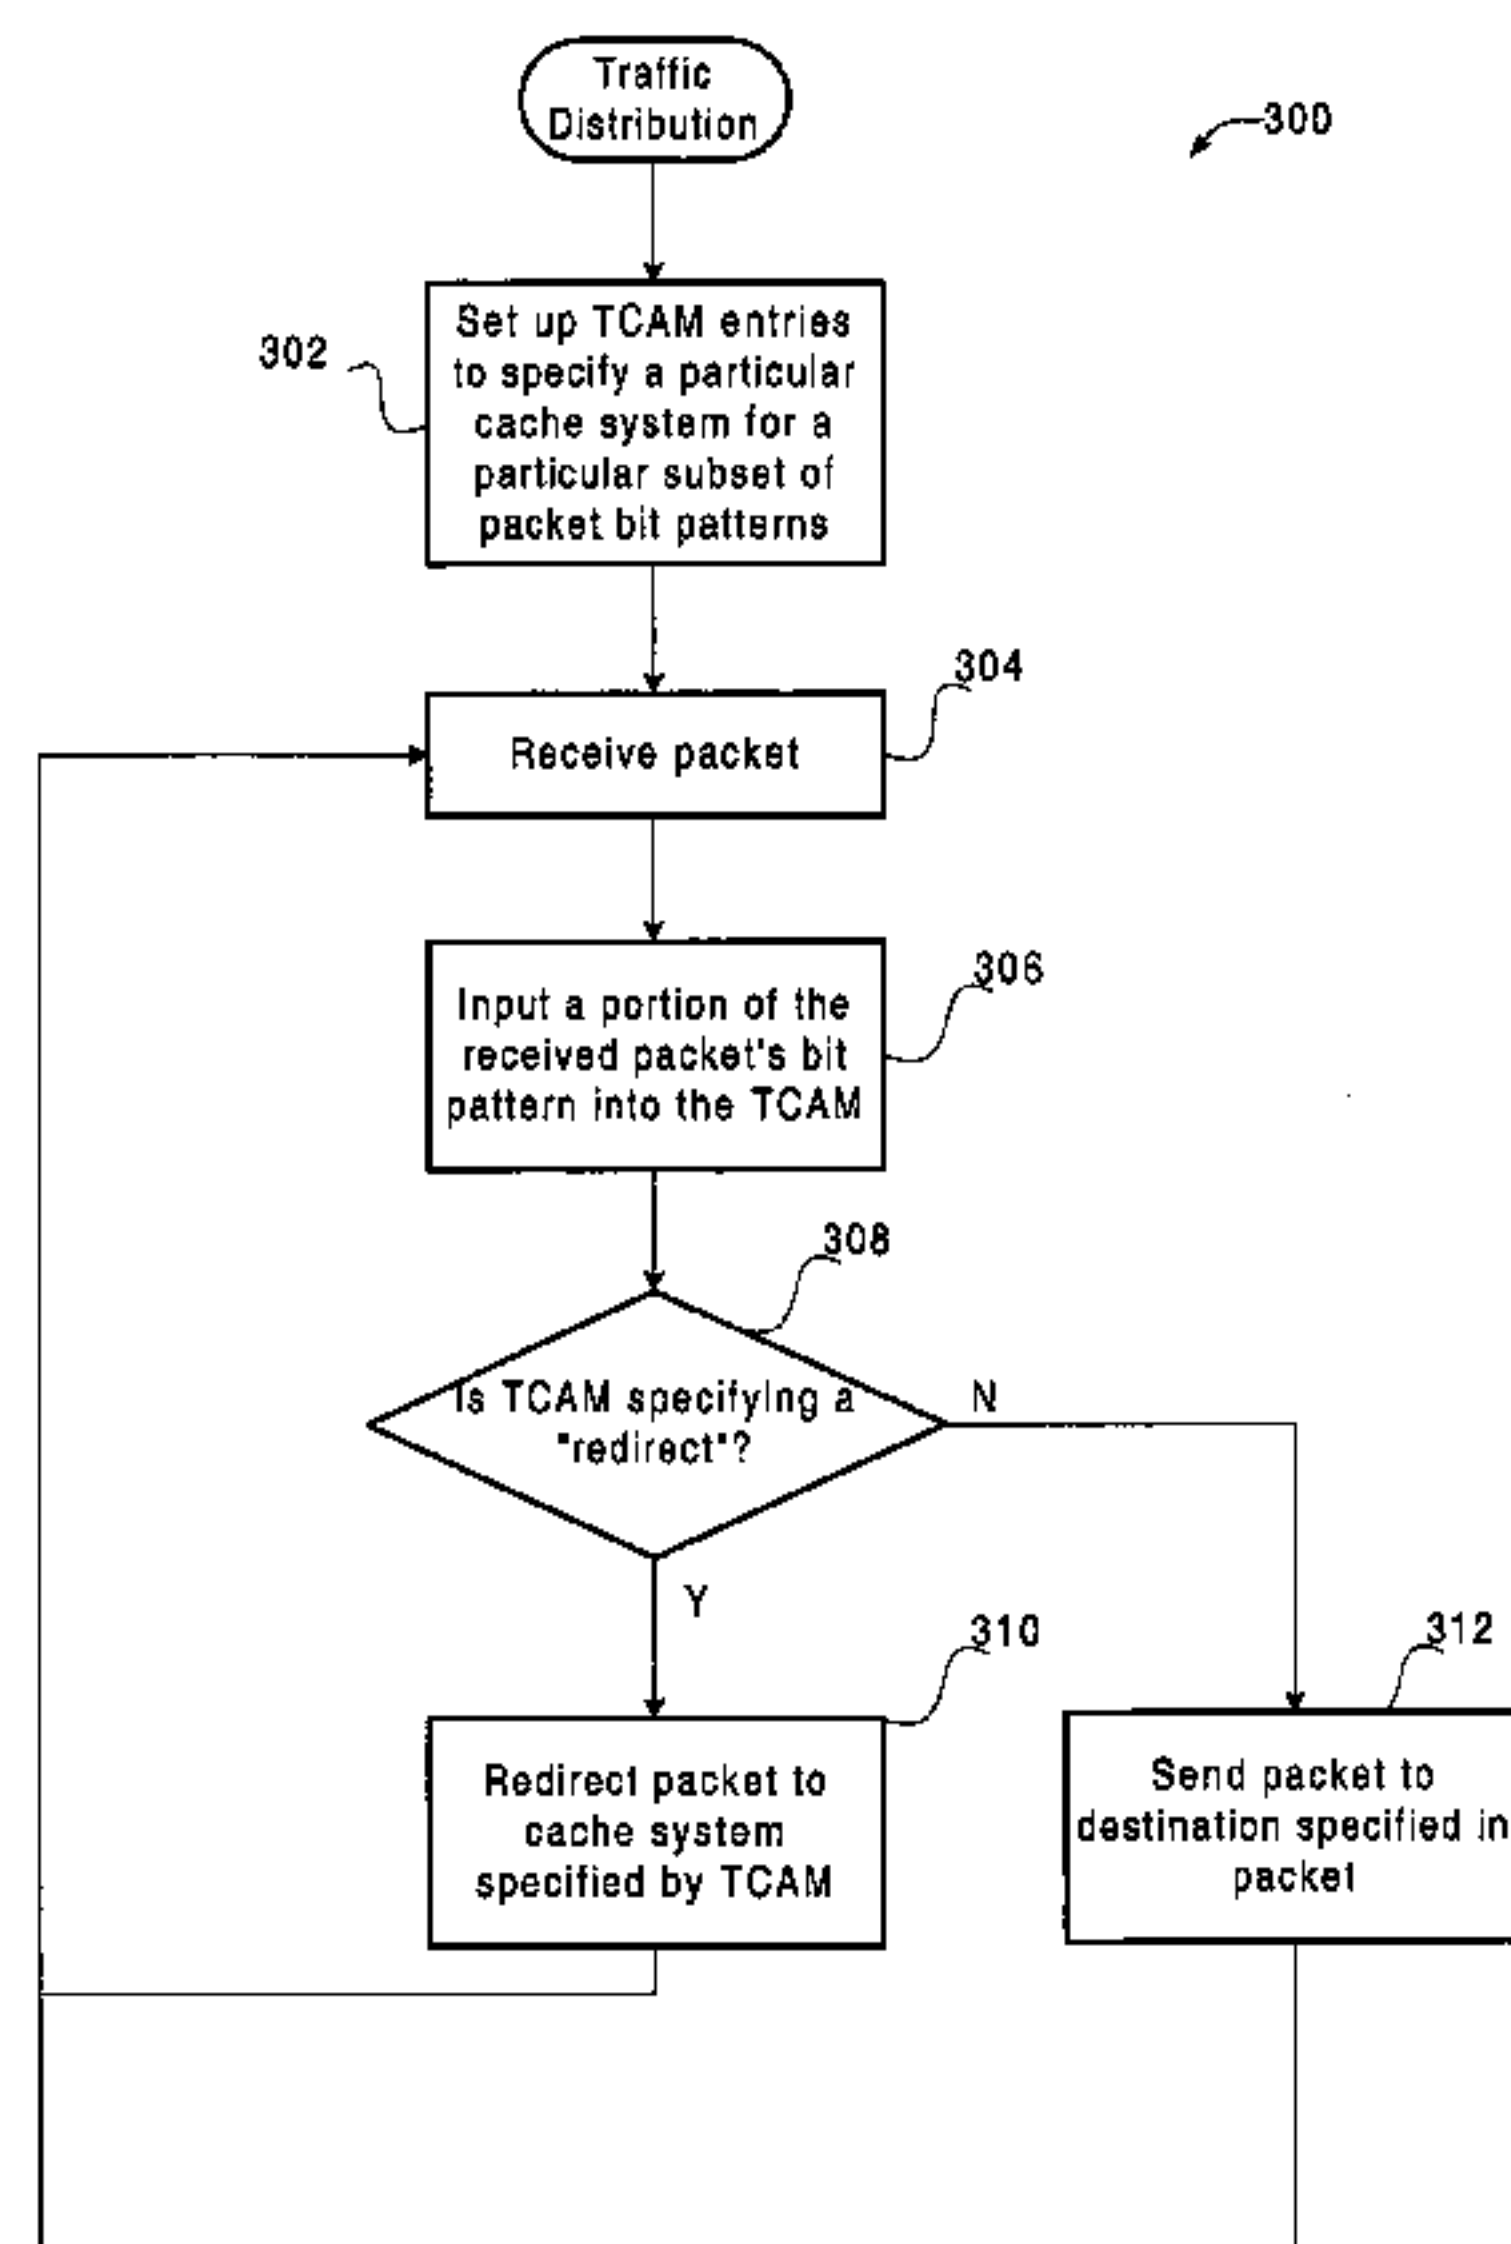 Traffic
Distribution
300
302
Set up TCAM entries
to specify a particular
cache system for a
particular subset of
packet bit patterns
304
Receive packet
306
Input a portion of the
received packet's bit
pattern into the TCAM
308
Is TCAM specifying a
"redirect"?
N
Y
310
312
Redirect packet to
cache system
specified by TCAM
Send packet to
destination specified in
packet